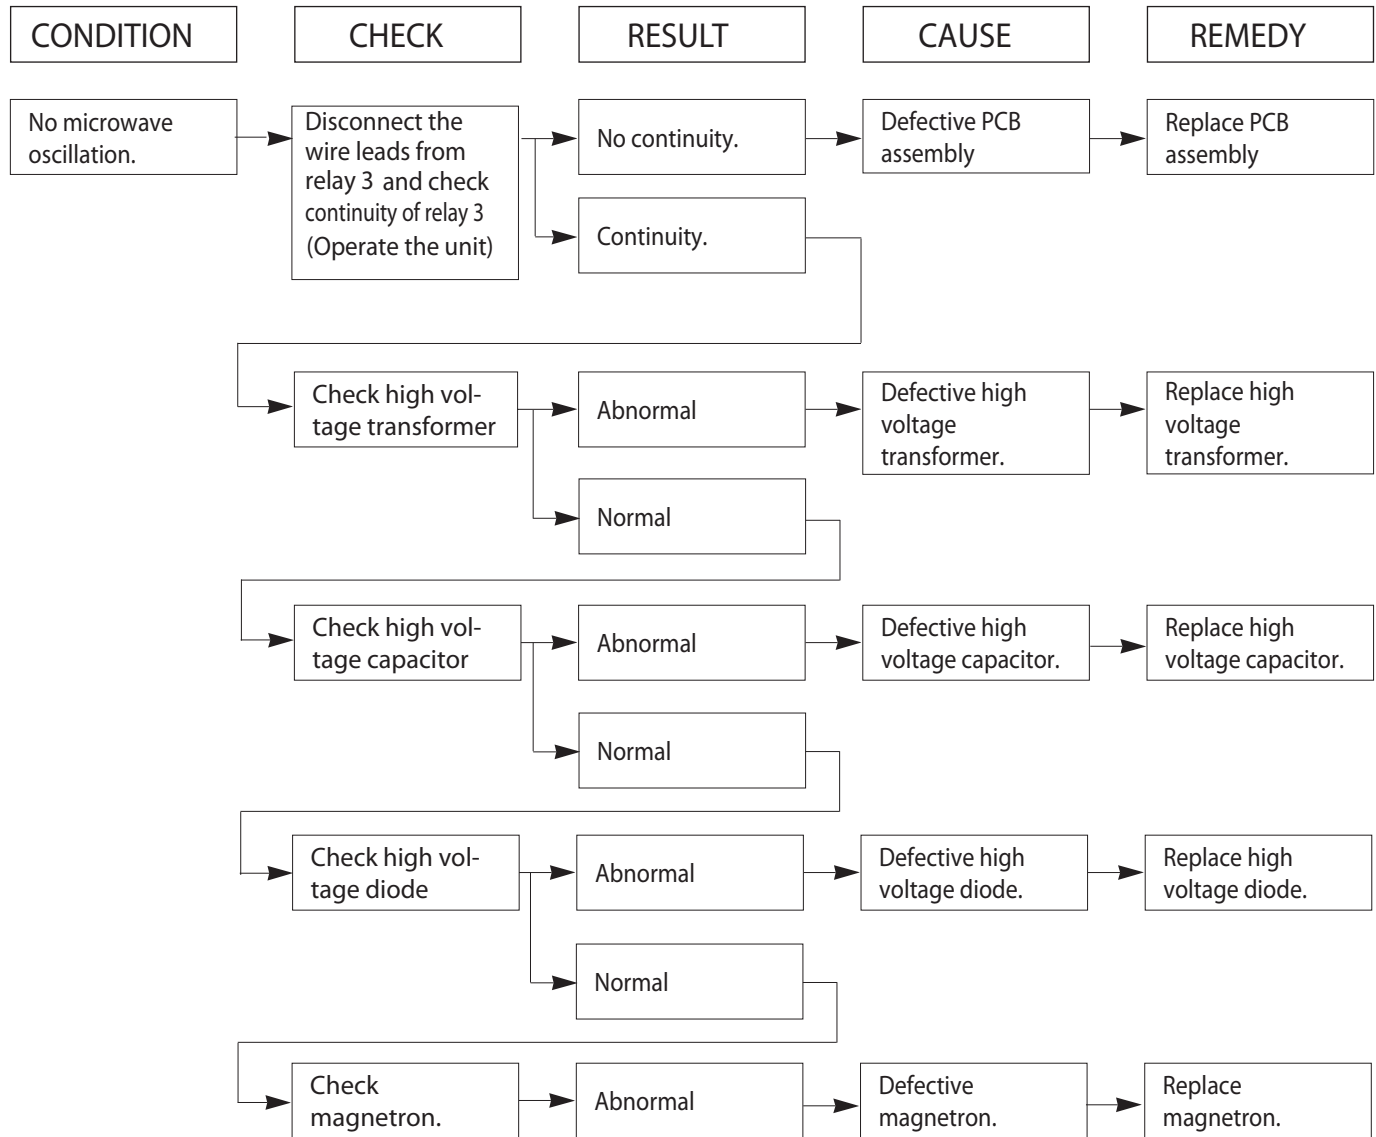 CONDITION
CHECK
RESULT
CAUSE
REMEDY
No microwave
oscillation.
Disconnect the
wire leads from
relay 3 and check
continuity of relay 3
(Operate the unit)
No continuity.
Defective PCB
assembly
Replace PCB
assembly
Continuity.
Check high vol-
tage transformer
Abnormal
Defective high
voltage
transformer.
Replace high
voltage
transformer.
Normal
Check high vol-
tage capacitor
Abnormal
Defective high
voltage capacitor.
Replace high
voltage capacitor.
Normal
Check high vol-
tage diode
Abnormal
Defective high
voltage diode.
Replace high
voltage diode.
Normal
Check
magnetron.
Abnormal
Defective
magnetron.
Replace
magnetron.